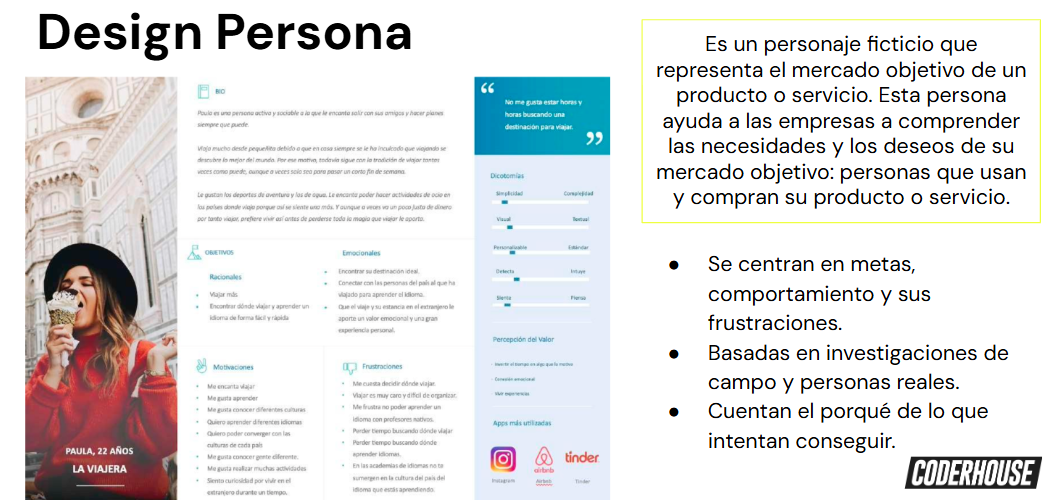 Design Persona
BIO
Paula es una persona activa y sociable a la que le encanta salir con sus amigos y hacer planes
siempre que puede.
Viaja mucho desde pequeñita debido a que en casa siempre se le ha inculcado que viajando se
descubre lo mejor del mundo. Por ese motivo, todavía sigue con la tradición de viajar tantas
veces como puede, aunque a veces solo sea para pasar un corto fin de semana.
Le gustan los deportes de aventura y los de agua. Le encanta poder hacer actividades de ocio en
los países donde viaja porque así se siente una más. Y aunque a veces va un poco justa de dinero
por tanto viajar, prefiere vivir así antes de perderse toda la magia que viajar le aporta.
OBJETIVOS
Racionales
Viajar más.
Encontrar dónde viajar y aprender un
idioma de forma fácil y rápida
Emocionales
Encontrar su destinación ideal.
Conectar con las personas del país al que ha
viajado para aprender el idioma.
Que el viaje y su estancia en el extranjero le
aporte un valor emocional y una gran
experiencia personal.
Motivaciones
Me encanta viajar
Me gusta aprender
Me gusta conocer diferentes culturas
Quiero aprender diferentes idiomas
Quiero poder converger con las
culturas de cada país
Me gusta conocer gente diferente.
Me gusta realizar muchas actividades
Siento curiosidad por vivir en el
extranjero durante un tiempo.
Frustraciones
Me cuesta decidir dónde viajar.
Viajar es muy caro y difícil de organizar.
Me frustra no poder aprender un
idioma con profesores nativos.
Perder tiempo buscando dónde viajar
Perder tiempo buscando dónde
aprender idiomas.
En las academias de idiomas no te
sumergen en la cultura del país del
idioma que estás aprendiendo.
PAULA, 22 AÑOS
LA VIAJERA
“
No me gusta estar horas y
horas buscando una
destinación para viajar.
”
Dicotomías
Simplicidad Complejidad
Visual Textual
Personalizable Estándar
Detecta Intuye
Siente Piensa
Percepción del Valor
Invertir el tiempo en algo que le motiva
Conexión emocional
Vivir experiencias
Apps más utilizadas
airbnb
tinder
Instagram Airbnb Tinder
Es un personaje ficticio que
representa el mercado objetivo de un
producto o servicio. Esta persona
ayuda a las empresas a comprender
las necesidades y los deseos de su
mercado objetivo: personas que usan
y compran su producto o servicio.
● Se centran en metas,
comportamiento y sus
frustraciones.
● Basadas en investigaciones de
campo y personas reales.
● Cuentan el porqué de lo que
intentan conseguir.
CODERHOUSE